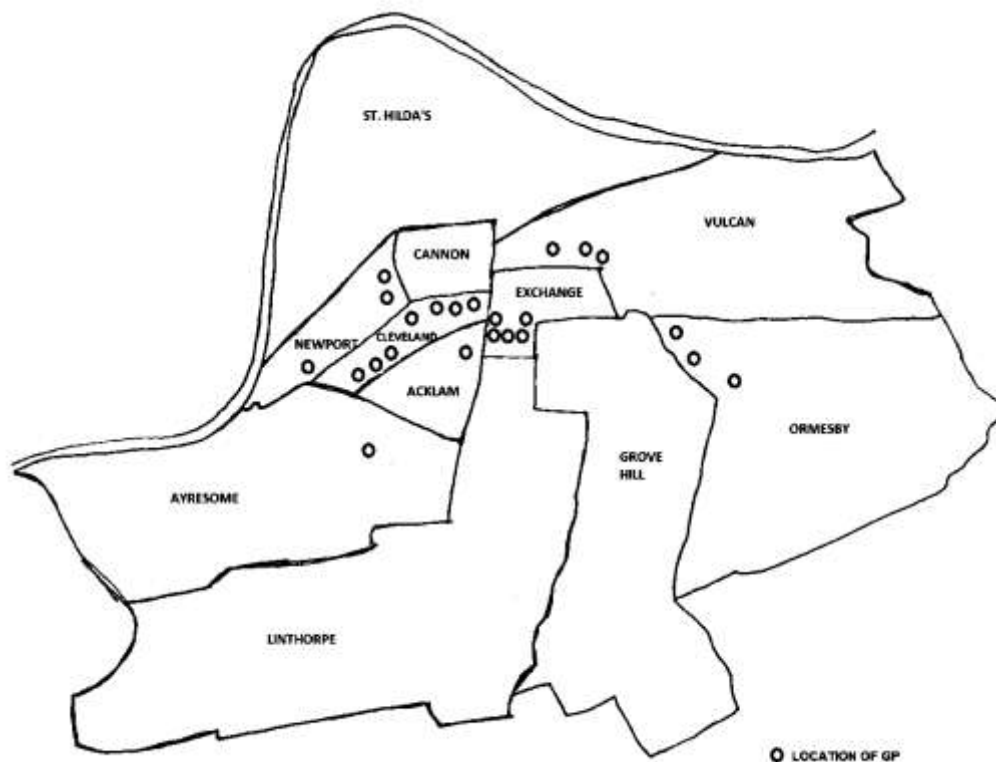 ST. HILDA'S
VULCAN
CANNON
EXCHANGE
NEWPORT
CLEVELAND
ACKLAM
ORMESBY
GROVE
HILL
AYRESOME
LINTHORPE
LOCATION OF GP